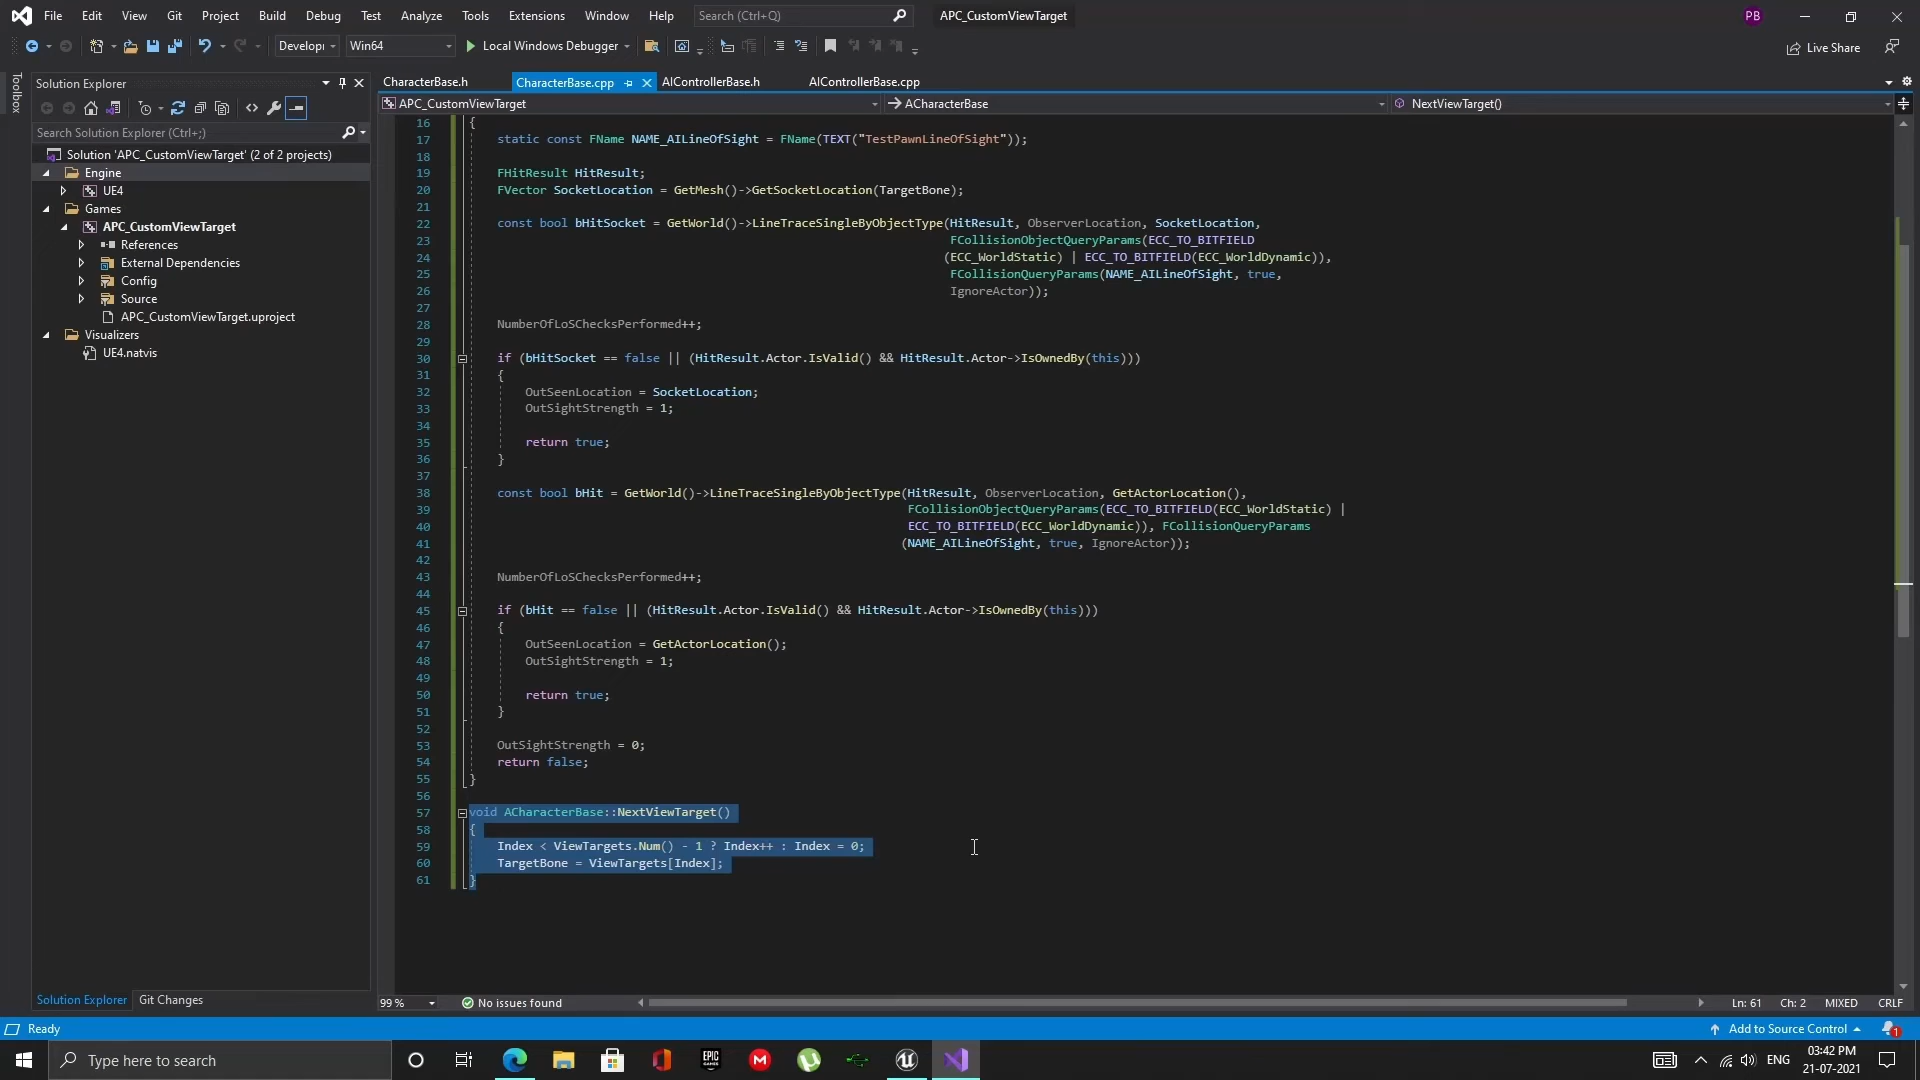 File Edit View Git Project Build Debug Test Analyze Tools Extensions Window Help Search (Ctrl+Q) APC_CustomViewTarget PB
Developr Win64 Local Windows Debugger Live Share
Toolbox
Solution Explorer
Search Solution Explorer (Ctrl+;)
Solution 'APC_CustomViewTarget' (2 of 2 projects)
Engine
UE4
Games
APC_CustomViewTarget
References
External Dependencies
Config
Source
APC_CustomViewTarget.uproject
Visualizers
UE4.natvis
Solution Explorer Git Changes
CharacterBase.h CharacterBase.cpp AIControllerBase.h AIControllerBase.cpp
APC_CustomViewTarget ACharacterBase NextViewTarget()
16 {
17 static const FName NAME_AILineOfSight = FName(TEXT("TestPawnLineOfSight"));
18
19 FHitResult HitResult;
20 FVector SocketLocation = GetMesh()->GetSocketLocation(TargetBone);
21
22 const bool bHitSocket = GetWorld()->LineTraceSingleByObjectType(HitResult, ObserverLocation, SocketLocation,
23 FCollisionObjectQueryParams(ECC_TO_BITFIELD
24 (ECC_WorldStatic) | ECC_TO_BITFIELD(ECC_WorldDynamic)),
25 FCollisionQueryParams(NAME_AILineOfSight, true,
26 IgnoreActor));
27
28 NumberOfLoSChecksPerformed++;
29
30 if (bHitSocket == false || (HitResult.Actor.IsValid() && HitResult.Actor->IsOwnedBy(this)))
31 {
32 OutSeenLocation = SocketLocation;
33 OutSightStrength = 1;
34
35 return true;
36 }
37
38 const bool bHit = GetWorld()->LineTraceSingleByObjectType(HitResult, ObserverLocation, GetActorLocation(),
39 FCollisionObjectQueryParams(ECC_TO_BITFIELD(ECC_WorldStatic) |
40 ECC_TO_BITFIELD(ECC_WorldDynamic)), FCollisionQueryParams
41 (NAME_AILineOfSight, true, IgnoreActor));
42
43 NumberOfLoSChecksPerformed++;
44
45 if (bHit == false || (HitResult.Actor.IsValid() && HitResult.Actor->IsOwnedBy(this)))
46 {
47 OutSeenLocation = GetActorLocation();
48 OutSightStrength = 1;
49
50 return true;
51 }
52
53 OutSightStrength = 0;
54 return false;
55 }
56
57 void ACharacterBase::NextViewTarget()
58 {
59 Index < ViewTargets.Num() - 1 ? Index++ : Index = 0;
60 TargetBone = ViewTargets[Index];
61 }
99 % No issues found Ln: 61 Ch: 2 MIXED CRLF
Ready Add to Source Control 1
Type here to search EPIC GAMES M ENG 03:42 PM
21-07-2021